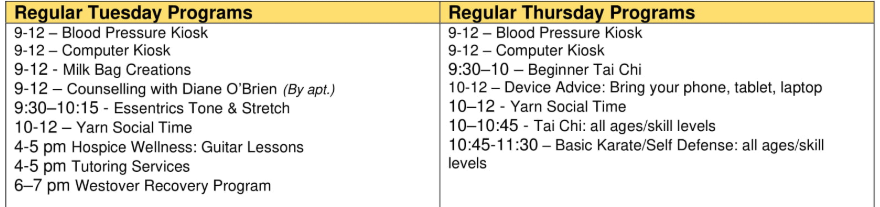 Regular Tuesday Programs
9-12 – Blood Pressure Kiosk
9-12 – Computer Kiosk
9-12 - Milk Bag Creations
9-12 – Counselling with Diane O’Brien (By apt.)
9:30–10:15 - Essentrics Tone & Stretch
10-12 – Yarn Social Time
4-5 pm Hospice Wellness: Guitar Lessons
4-5 pm Tutoring Services
6–7 pm Westover Recovery Program
Regular Thursday Programs
9-12 – Blood Pressure Kiosk
9-12 – Computer Kiosk
9:30–10 – Beginner Tai Chi
10-12 – Device Advice: Bring your phone, tablet, laptop
10–12 - Yarn Social Time
10–10:45 - Tai Chi: all ages/skill levels
10:45-11:30 – Basic Karate/Self Defense: all ages/skill
levels